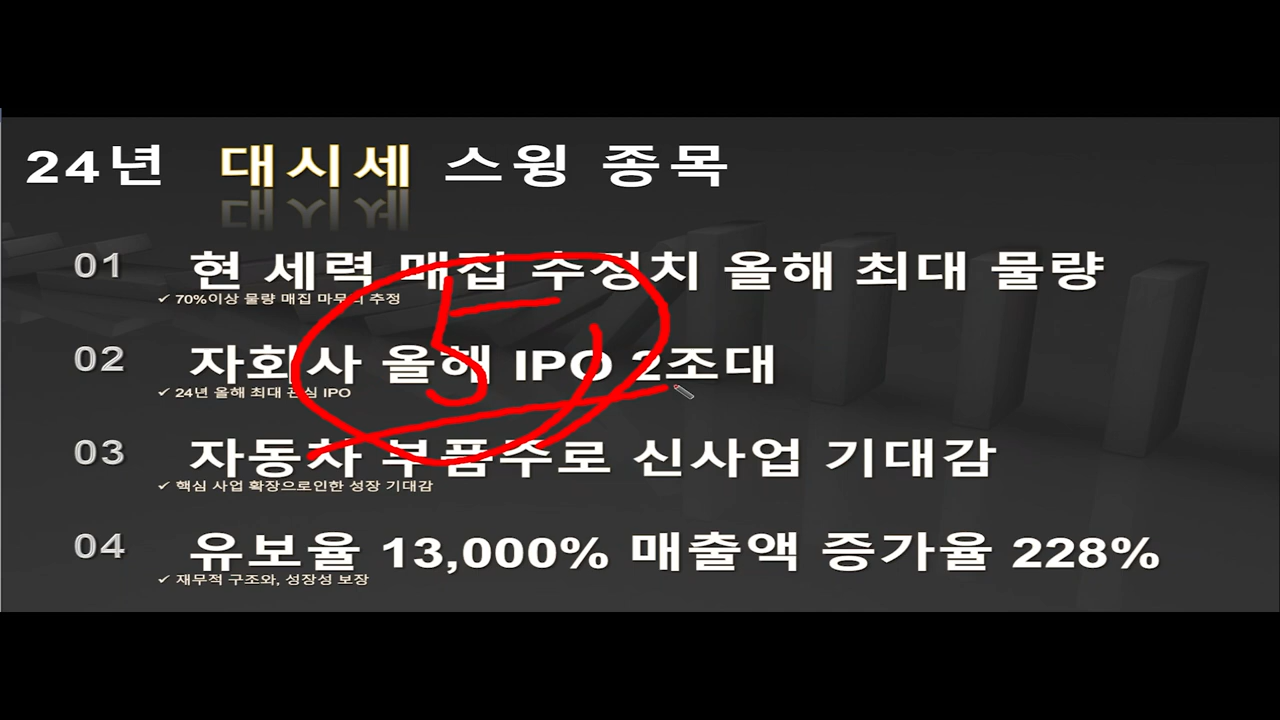 24년 대시세 스윙 종목
01 현 세력 매집 추정치 올해 최대 물량
✓ 70%이상 물량 매집 마무리 추정
02 자회사 올해 IPO 2조대
✓ 24년 올해 최대 관심 IPO
03 자동차 부품주로 신사업 기대감
✓ 핵심 사업 확장으로인한 성장 기대감
04 유보율 13,000% 매출액 증가율 228%
✓ 재무적 구조와, 성장성 보장
5